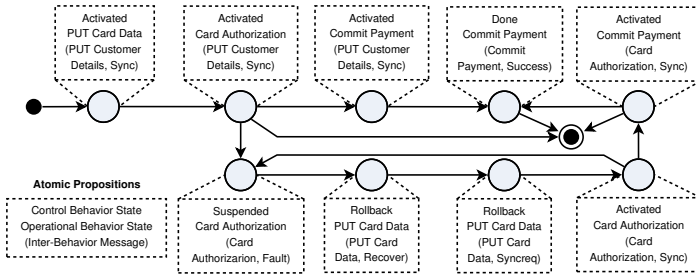 Activated
PUT Card Data
(PUT Customer
Details, Sync)
Activated
Card Authorization
(PUT Customer
Details, Sync)
Activated
Commit Payment
(PUT Customer
Details, Sync)
Done
Commit Payment
(Commit
Payment, Success)
Activated
Commit Payment
(Card
Authorization, Sync)
Atomic Propositions
Control Behavior State
Operational Behavior State
(Inter-Behavior Message)
Suspended
Card Authorization
(Card
Authorizarion, Fault)
Rollback
PUT Card Data
(PUT Card
Data, Recover)
Rollback
PUT Card Data
(PUT Card
Data, Syncreq)
Activated
Card Authorization
(Card
Authorization, Sync)